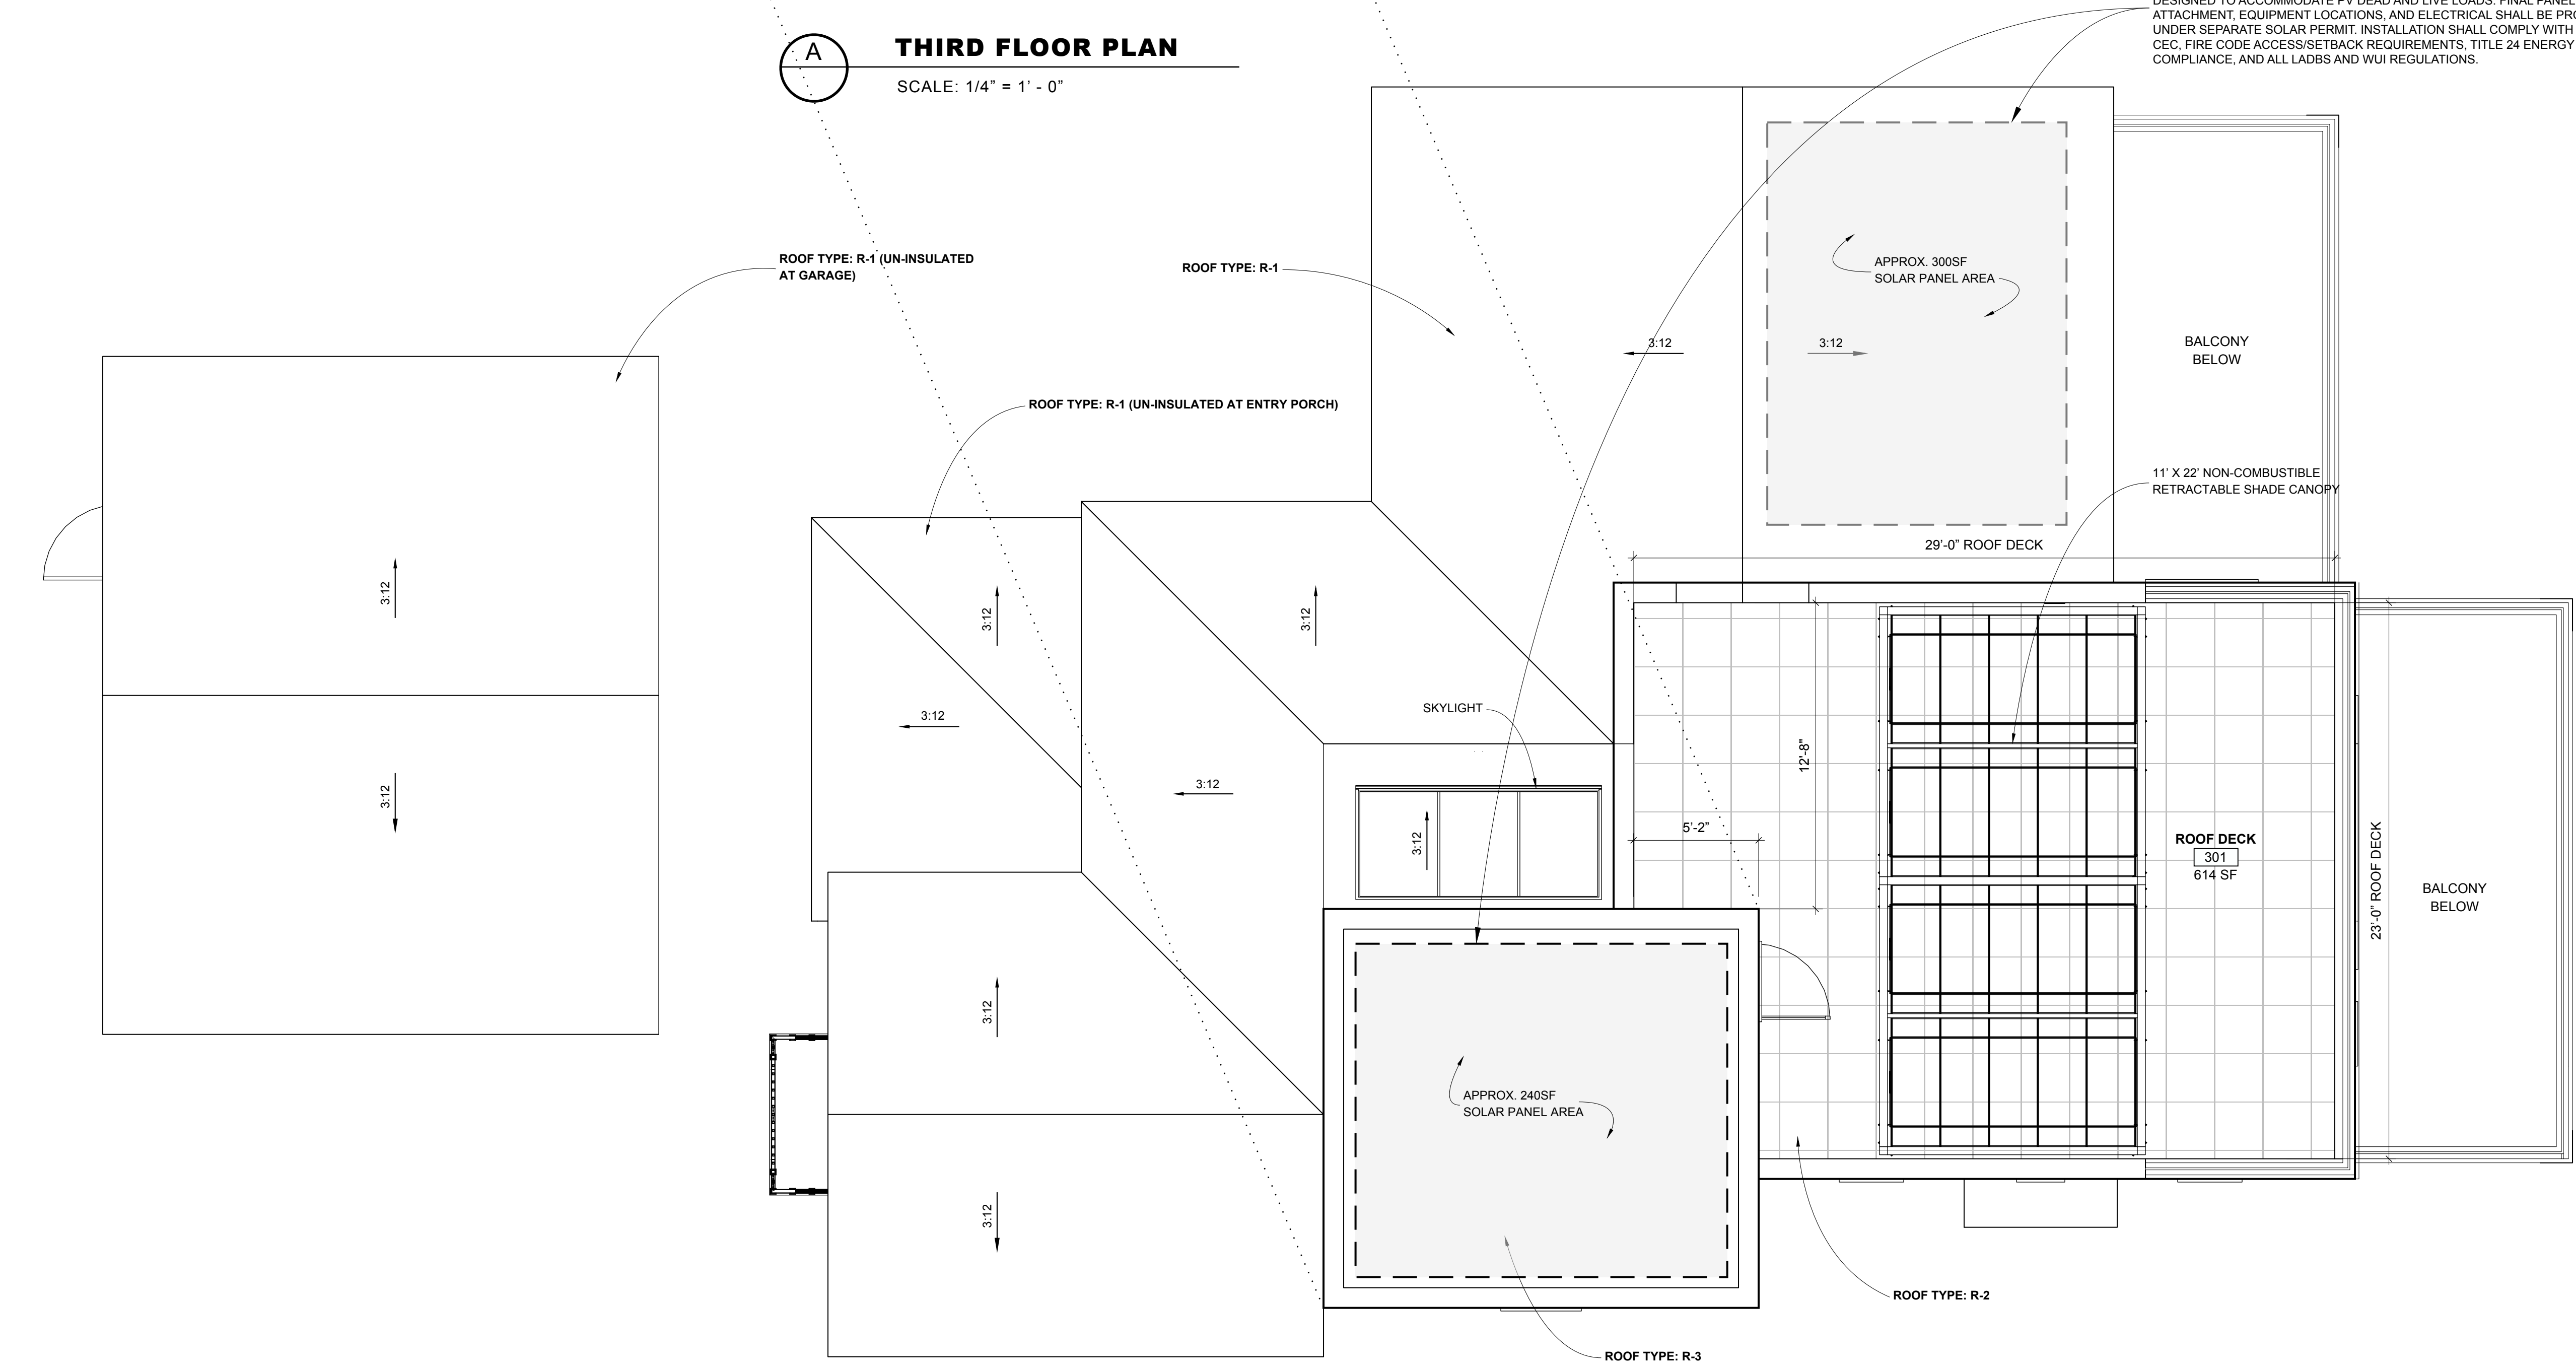 A
THIRD FLOOR PLAN
SCALE: 1/4” = 1’ - 0”
DESIGNED TO ACCOMMODATE PV DEAD AND LIVE LOADS. FINAL PANEL
ATTACHMENT, EQUIPMENT LOCATIONS, AND ELECTRICAL SHALL BE
UNDER SEPARATE SOLAR PERMIT. INSTALLATION SHALL COMPLY WITH
CEC, FIRE CODE ACCESS/SETBACK REQUIREMENTS, TITLE 24 ENERGY
COMPLIANCE, AND ALL LADBS AND WUI REGULATIONS.
ROOF TYPE: R-1 (UN-INSULATED
AT GARAGE)
ROOF TYPE: R-1
APPROX. 300SF
SOLAR PANEL AREA
3:12
3:12
BALCONY
BELOW
ROOF TYPE: R-1 (UN-INSULATED AT ENTRY PORCH)
11’ X 22’ NON-COMBUSTIBLE
RETRACTABLE SHADE CANOPY
29’-0” ROOF DECK
3:12
3:12
3:12
3:12
SKYLIGHT
3:12
3:12
3:12
12’-8”
5’-2”
ROOF DECK
301
614 SF
23’-0” ROOF DECK
BALCONY
BELOW
3:12
APPROX. 240SF
SOLAR PANEL AREA
3:12
ROOF TYPE: R-2
ROOF TYPE: R-3